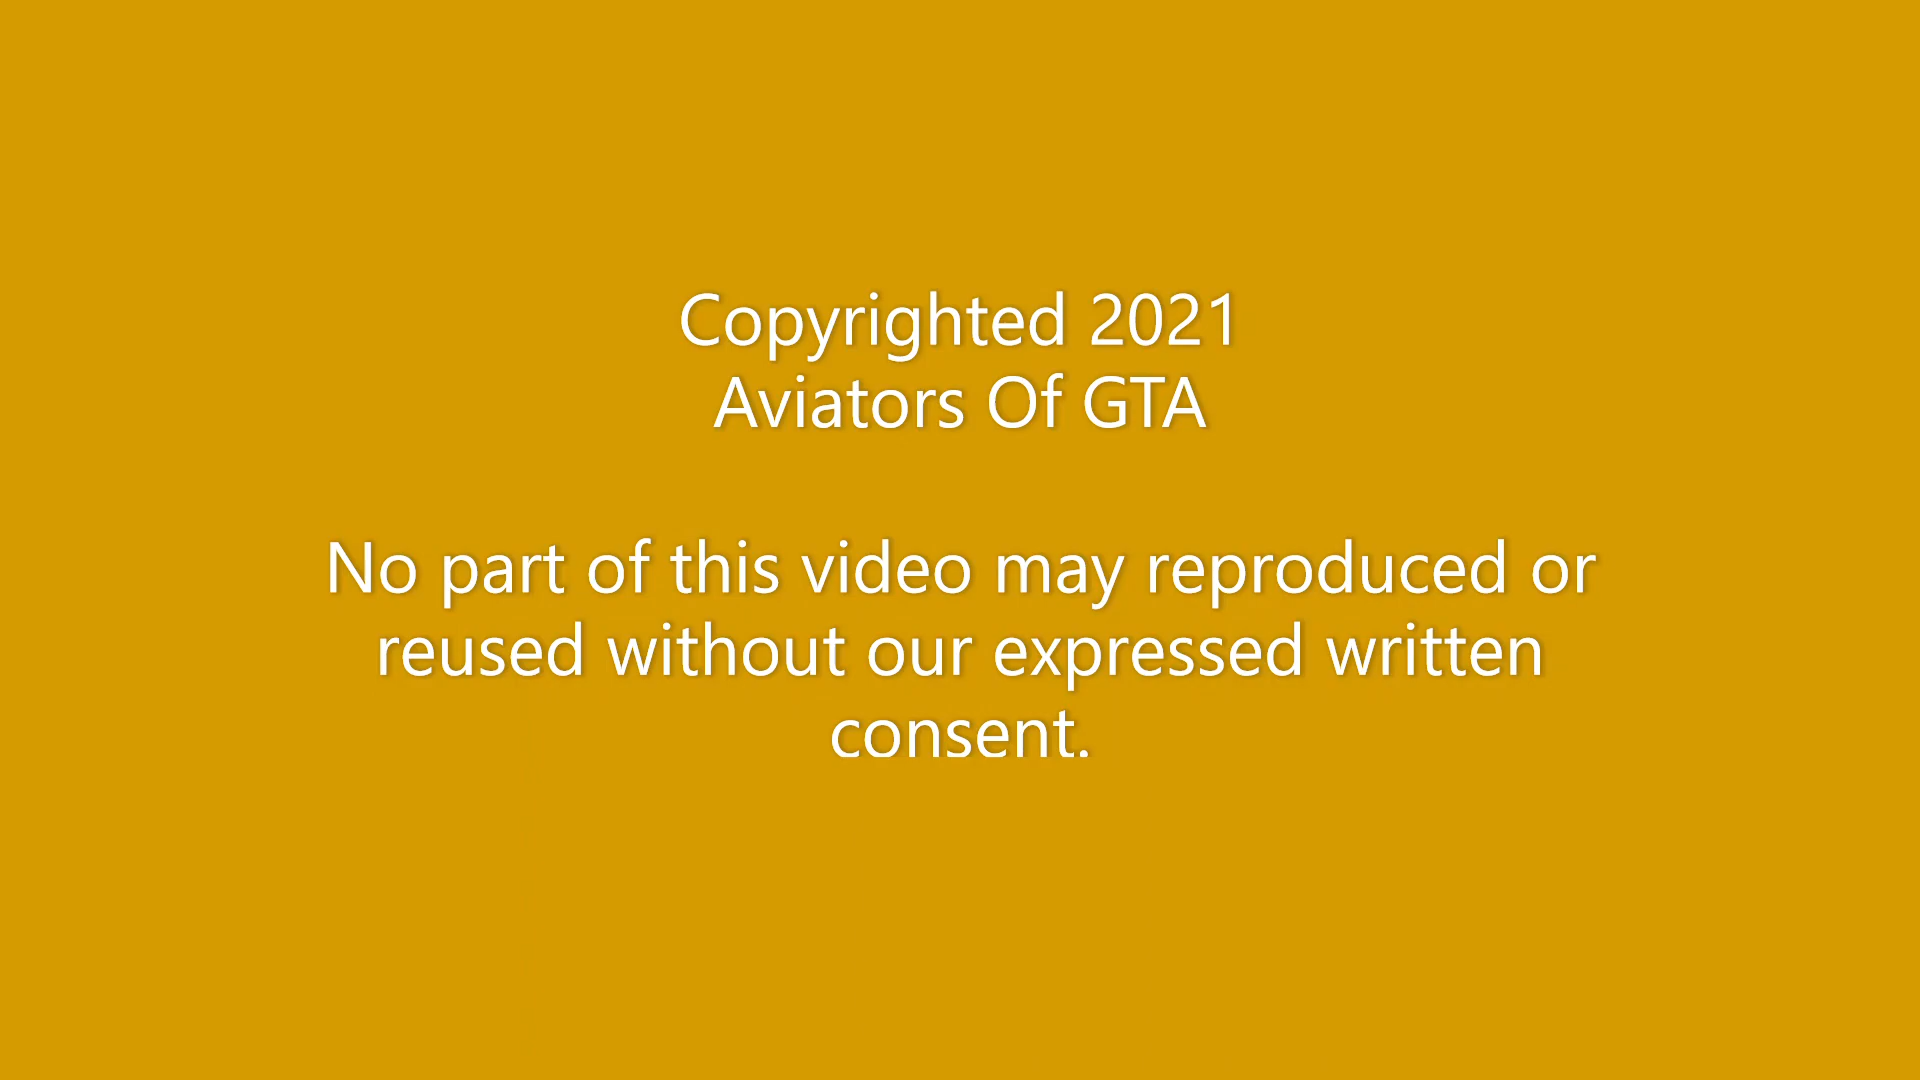 Copyrighted 2021
Aviators Of GTA
No part of this video may reproduced or
reused without our expressed written
consent.